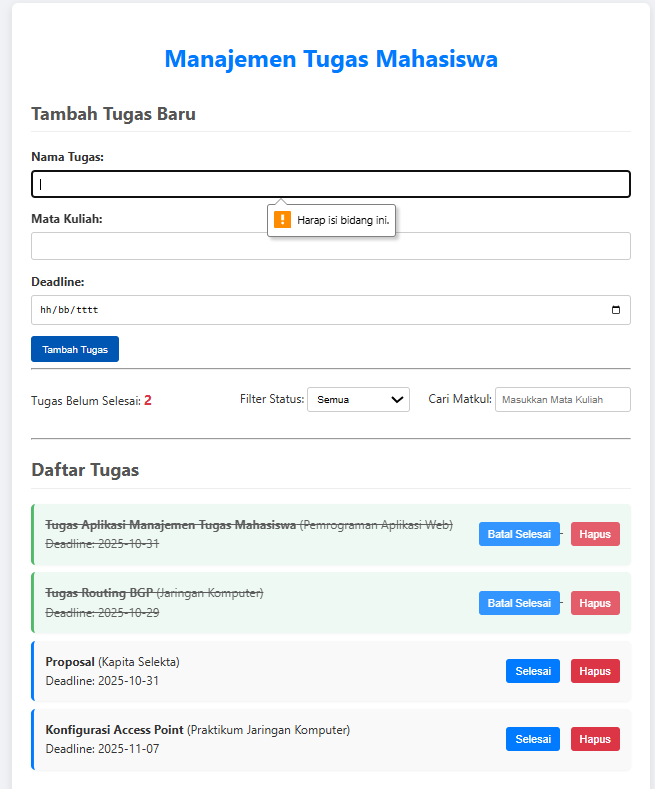 Manajemen Tugas Mahasiswa
Tambah Tugas Baru
Nama Tugas:
Harap isi bidang ini.
Mata Kuliah:
Deadline:
hh/bb/tttt
Tambah Tugas
Tugas Belum Selesai: 2 Filter Status: Semua Cari Matkul: Masukkan Mata Kuliah
Daftar Tugas
Tugas Aplikasi Manajemen Tugas Mahasiswa (Pemrograman Aplikasi Web)
Deadline: 2025-10-31
Batal Selesai Hapus
Tugas Routing BGP (Jaringan Komputer)
Deadline: 2025-10-29
Batal Selesai Hapus
Proposal (Kapita Selekta)
Deadline: 2025-10-31
Selesai Hapus
Konfigurasi Access Point (Praktikum Jaringan Komputer)
Deadline: 2025-11-07
Selesai Hapus